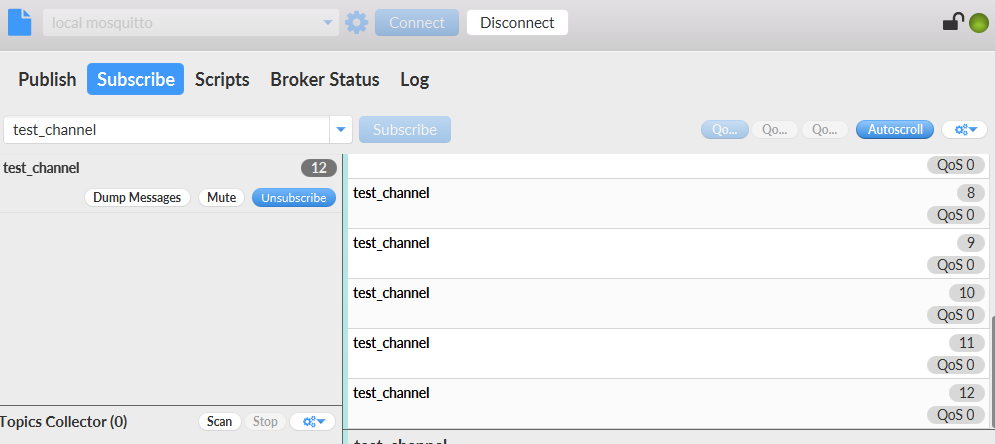 local mosquitto Connect Disconnect
Publish Subscribe Scripts Broker Status Log
test_channel Subscribe Qo... Qo... Qo... Autoscroll
test_channel 12
Dump Messages Mute Unsubscribe
QoS 0
test_channel 8
QoS 0
test_channel 9
QoS 0
test_channel 10
QoS 0
test_channel 11
QoS 0
test_channel 12
QoS 0
Topics Collector (0) Scan Stop
test_channel